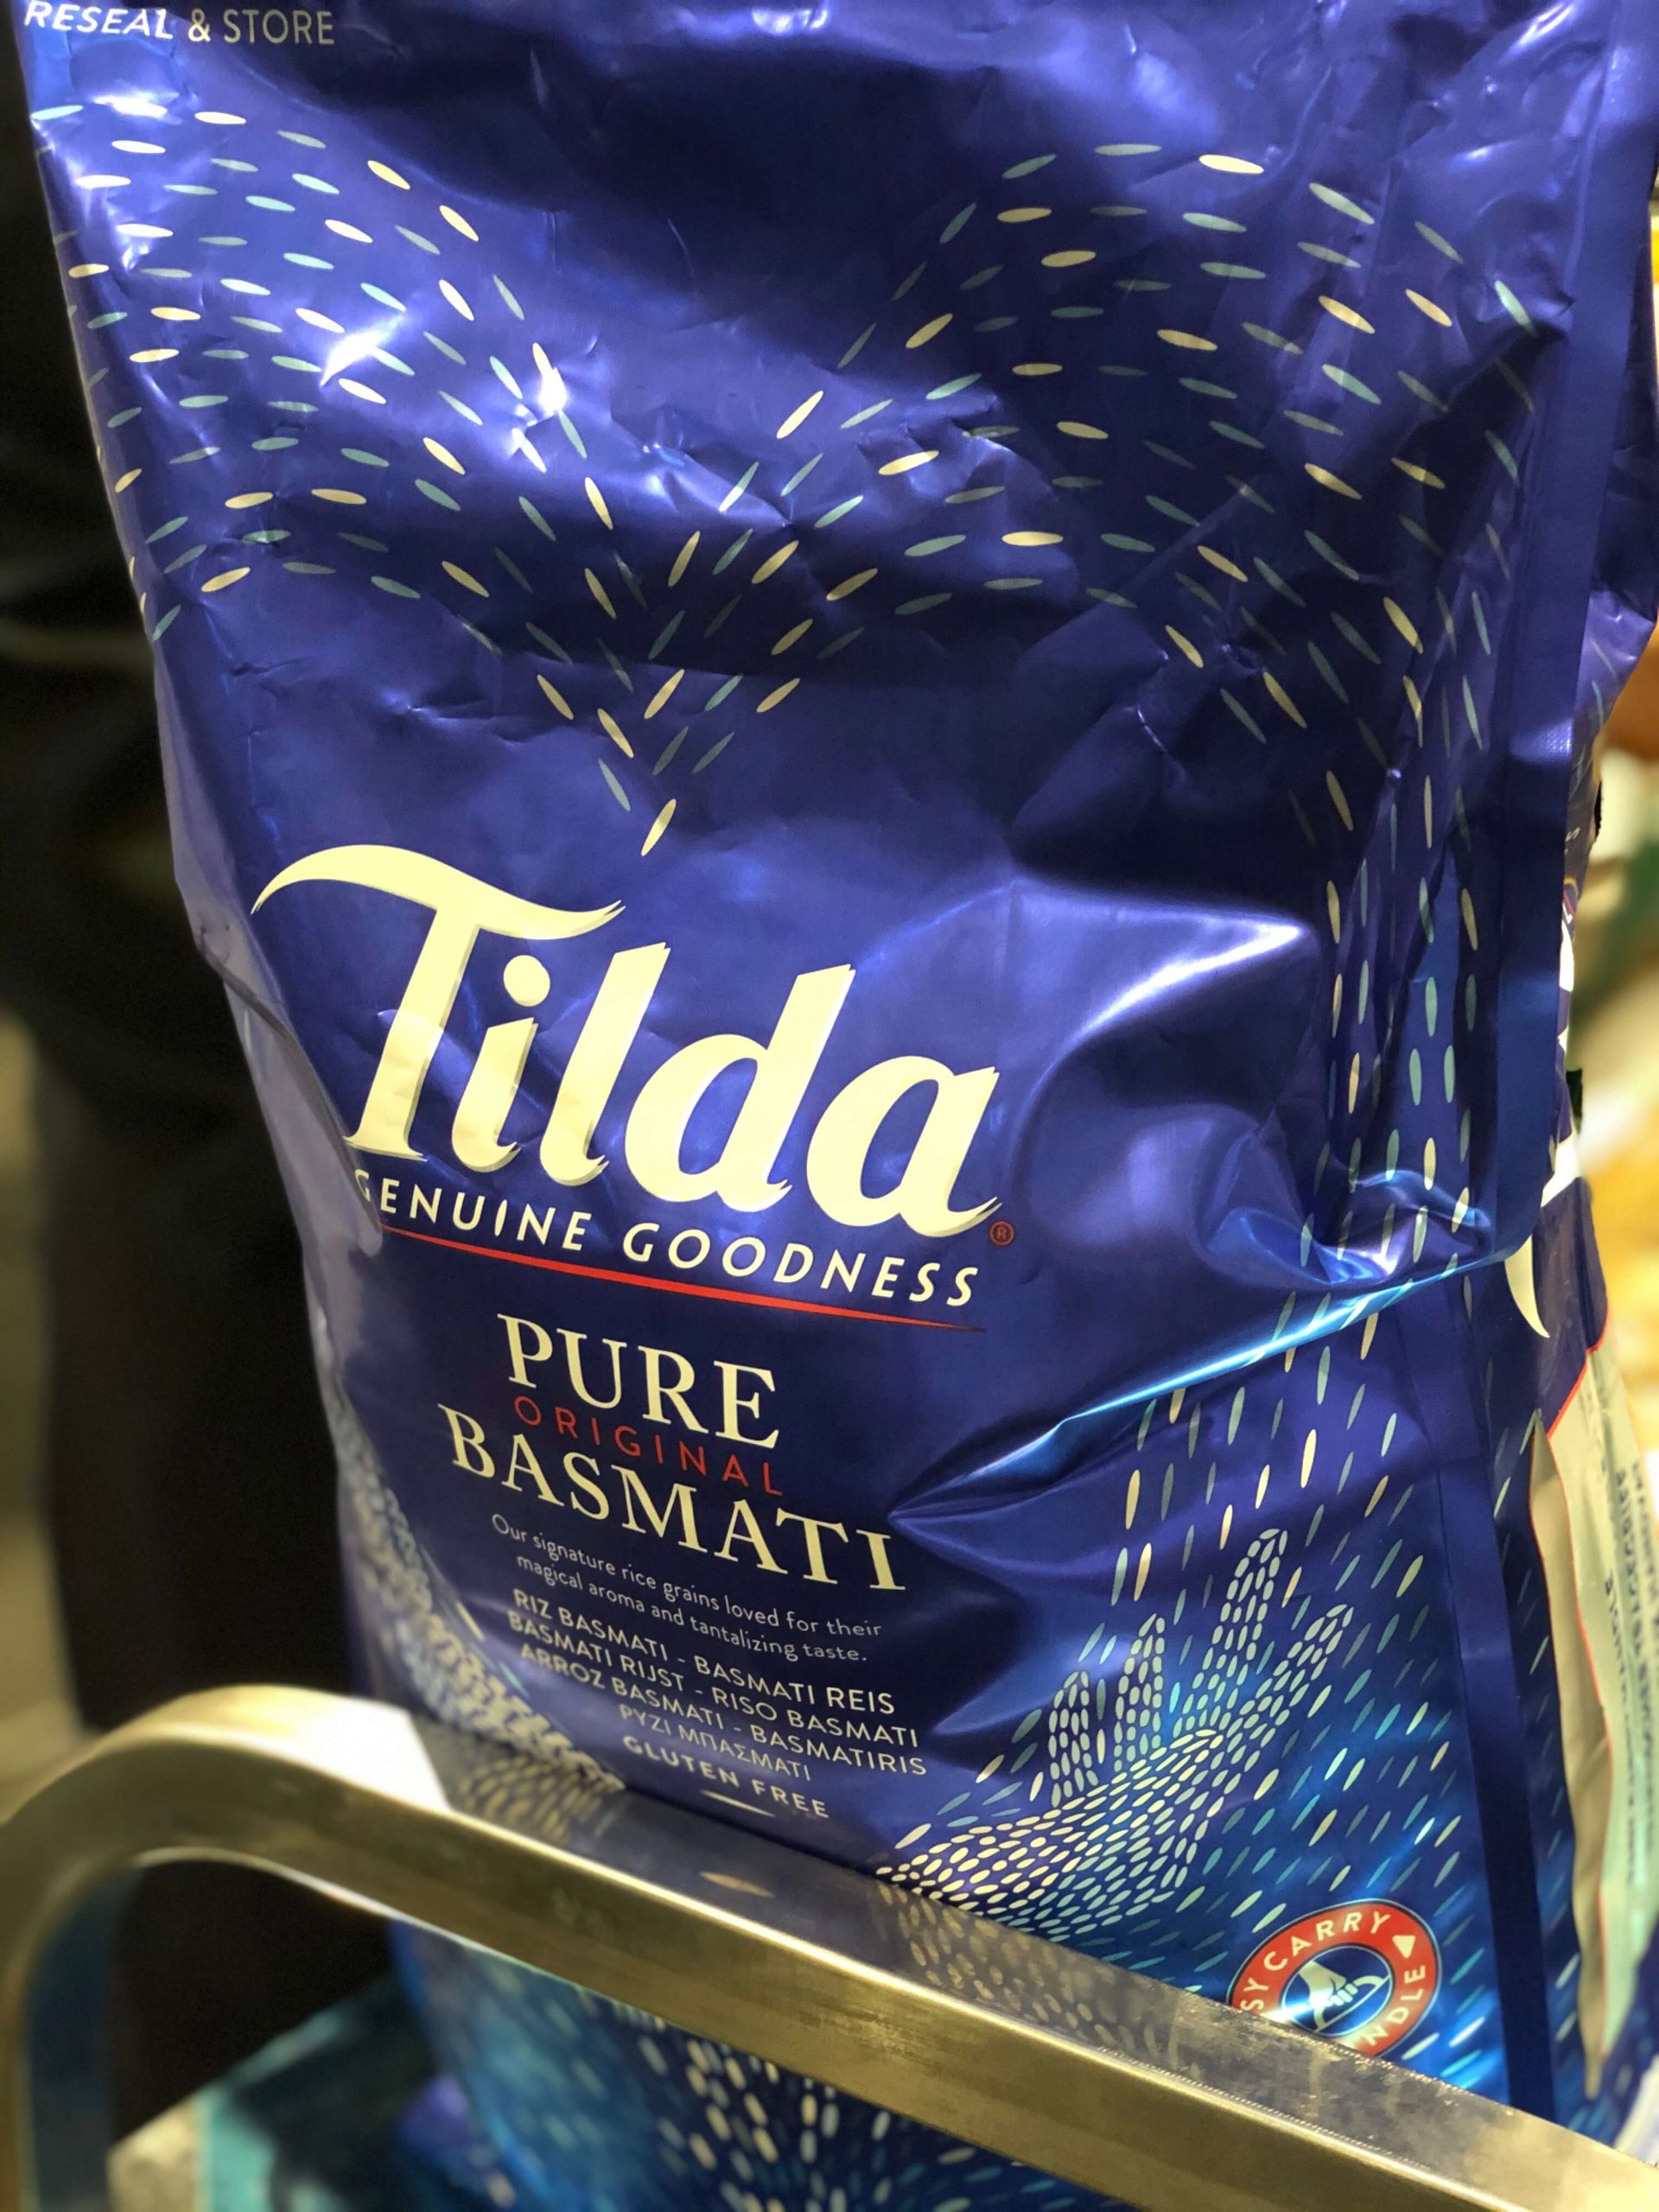 RESEAL & STORE
Tilda®
GENUINE GOODNESS
PURE
ORIGINAL
BASMATI
Our signature rice grains loved for their
magical aroma and tantalizing taste.
RIZ BASMATI - BASMATI REIS
BASMATI RIJST - RISO BASMATI
ARROZ BASMATI - BASMATIRIS
ΡΥΖΙ ΜΠΑΣΜΑΤΙ
GLUTEN FREE
CARRY